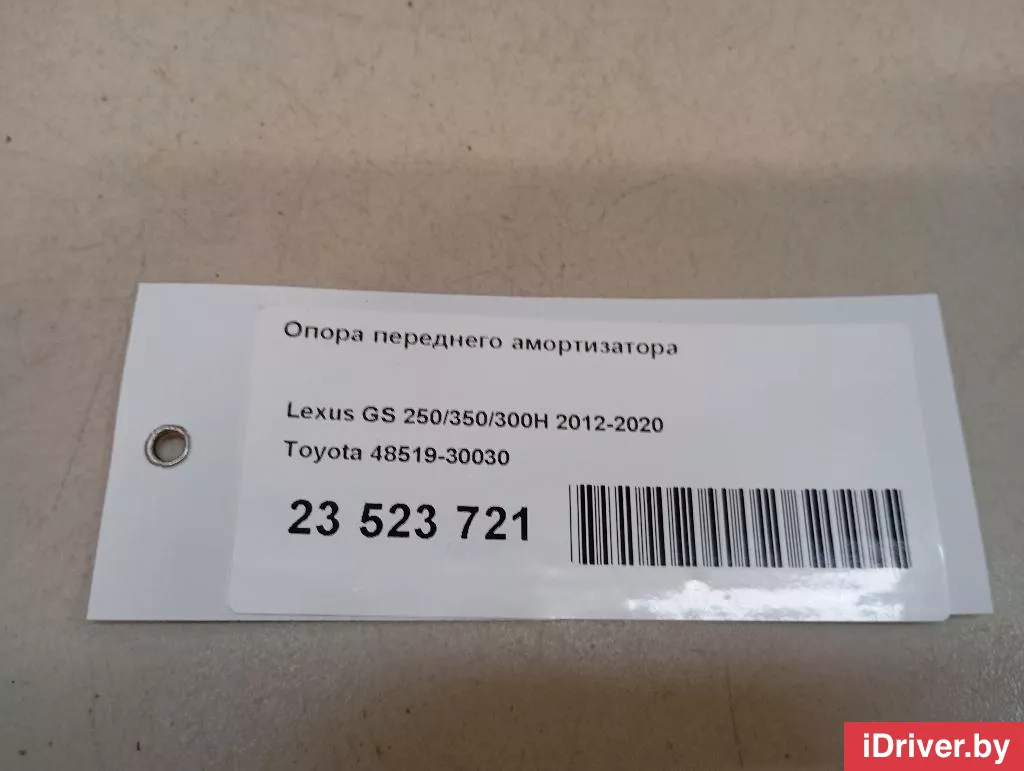 Опора переднего амортизатора
Lexus GS 250/350/300H 2012-2020
Toyota 48519-30030
23 523 721
iDriver.by